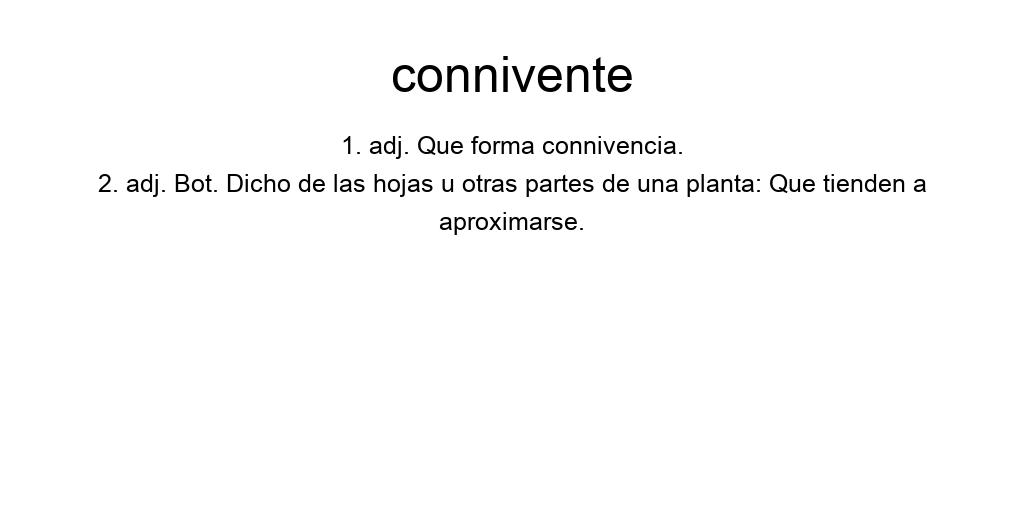 connivente
1. adj. Que forma connivencia.
2. adj. Bot. Dicho de las hojas u otras partes de una planta: Que tienden a
aproximarse.